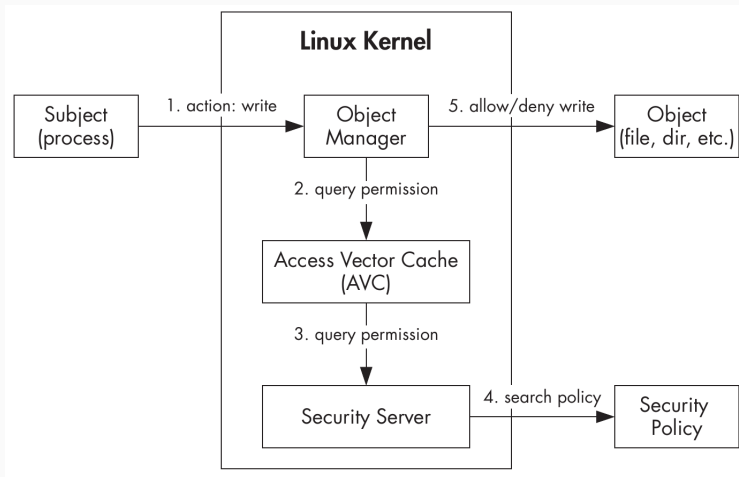 Linux Kernel
Subject
(process)
1. action: write
Object
Manager
5. allow/deny write
Object
(file, dir, etc.)
2. query permission
Access Vector Cache
(AVC)
3. query permission
Security Server
4. search policy
Security
Policy